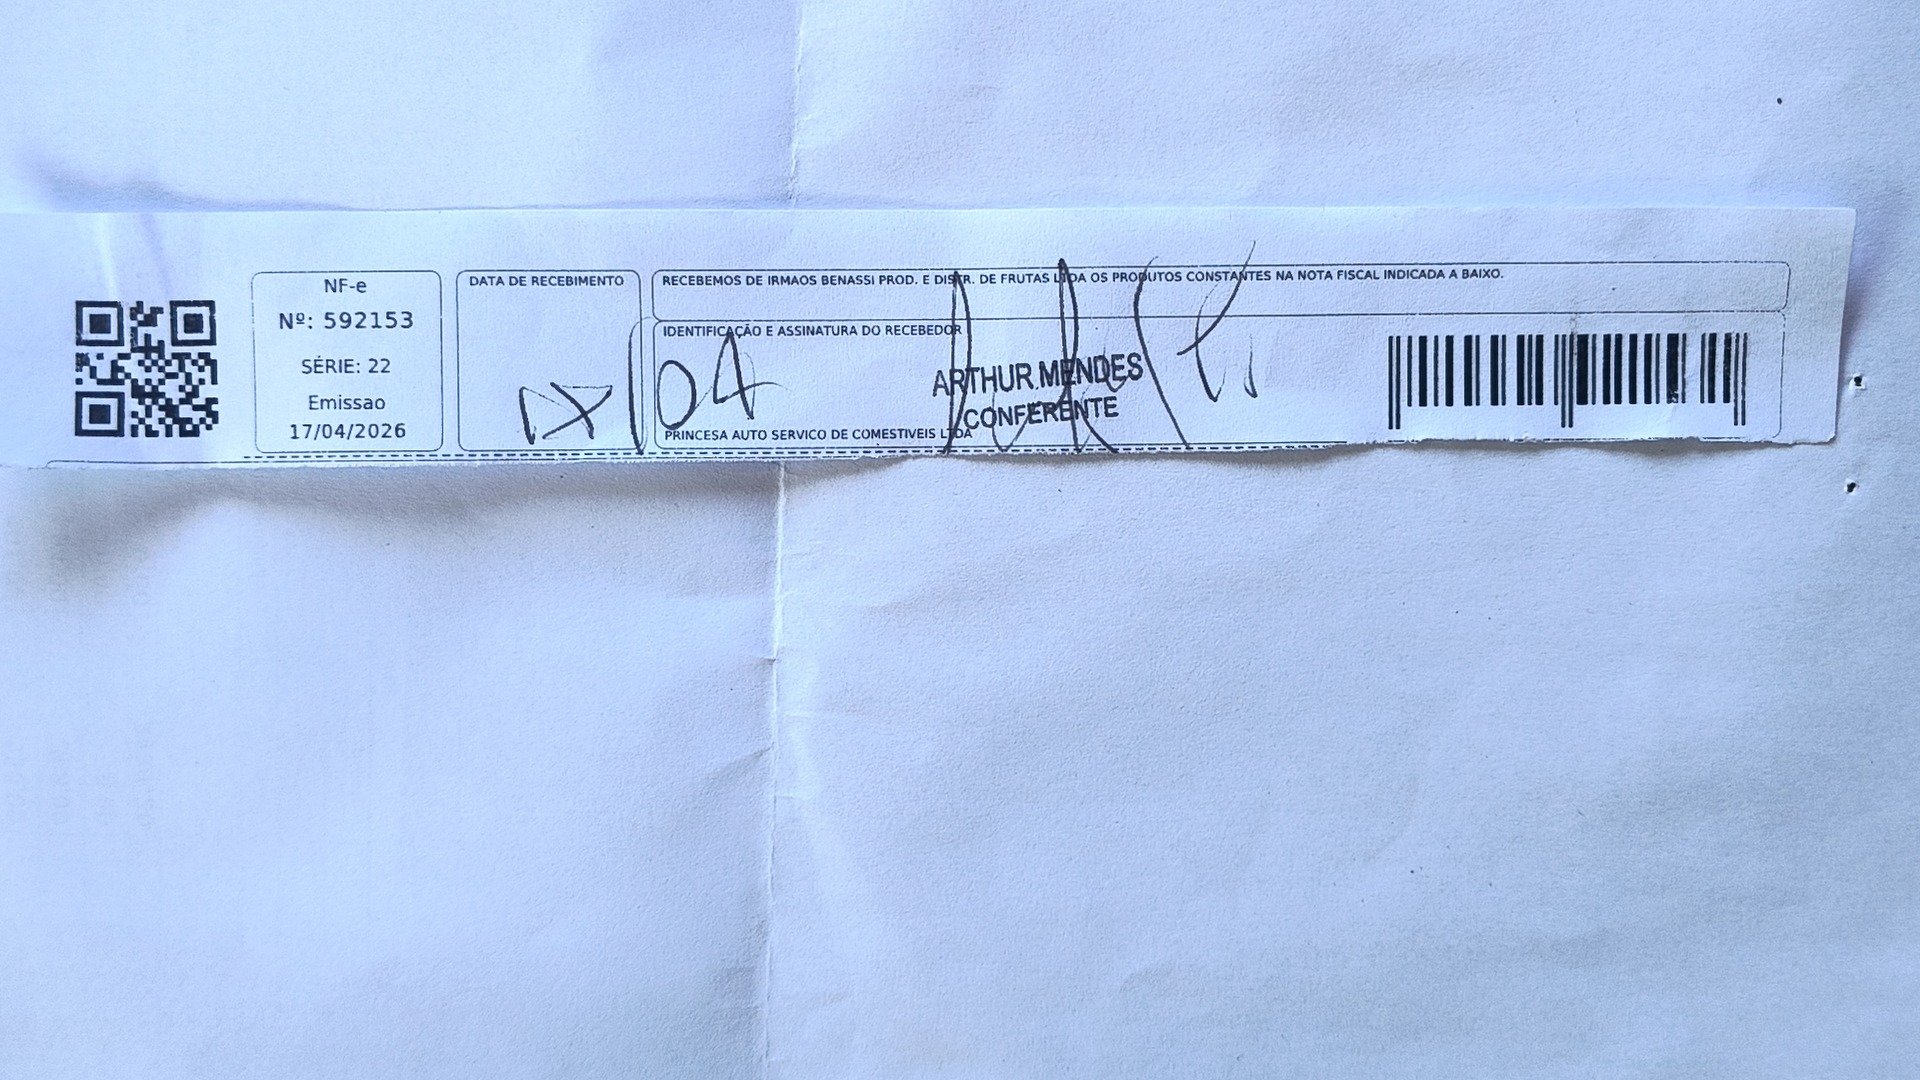 NF-e
Nº: 592153
SÉRIE: 22
Emissao
17/04/2026
DATA DE RECEBIMENTO
RECEBEMOS DE IRMAOS BENASSI PROD. E DISTR. DE FRUTAS LTDA OS PRODUTOS CONSTANTES NA NOTA FISCAL INDICADA A BAIXO.
IDENTIFICAÇÃO E ASSINATURA DO RECEBEDOR
/04
ARTHUR MENDES
CONFERENTE
PRINCESA AUTO SERVICO DE COMESTIVEIS LTDA